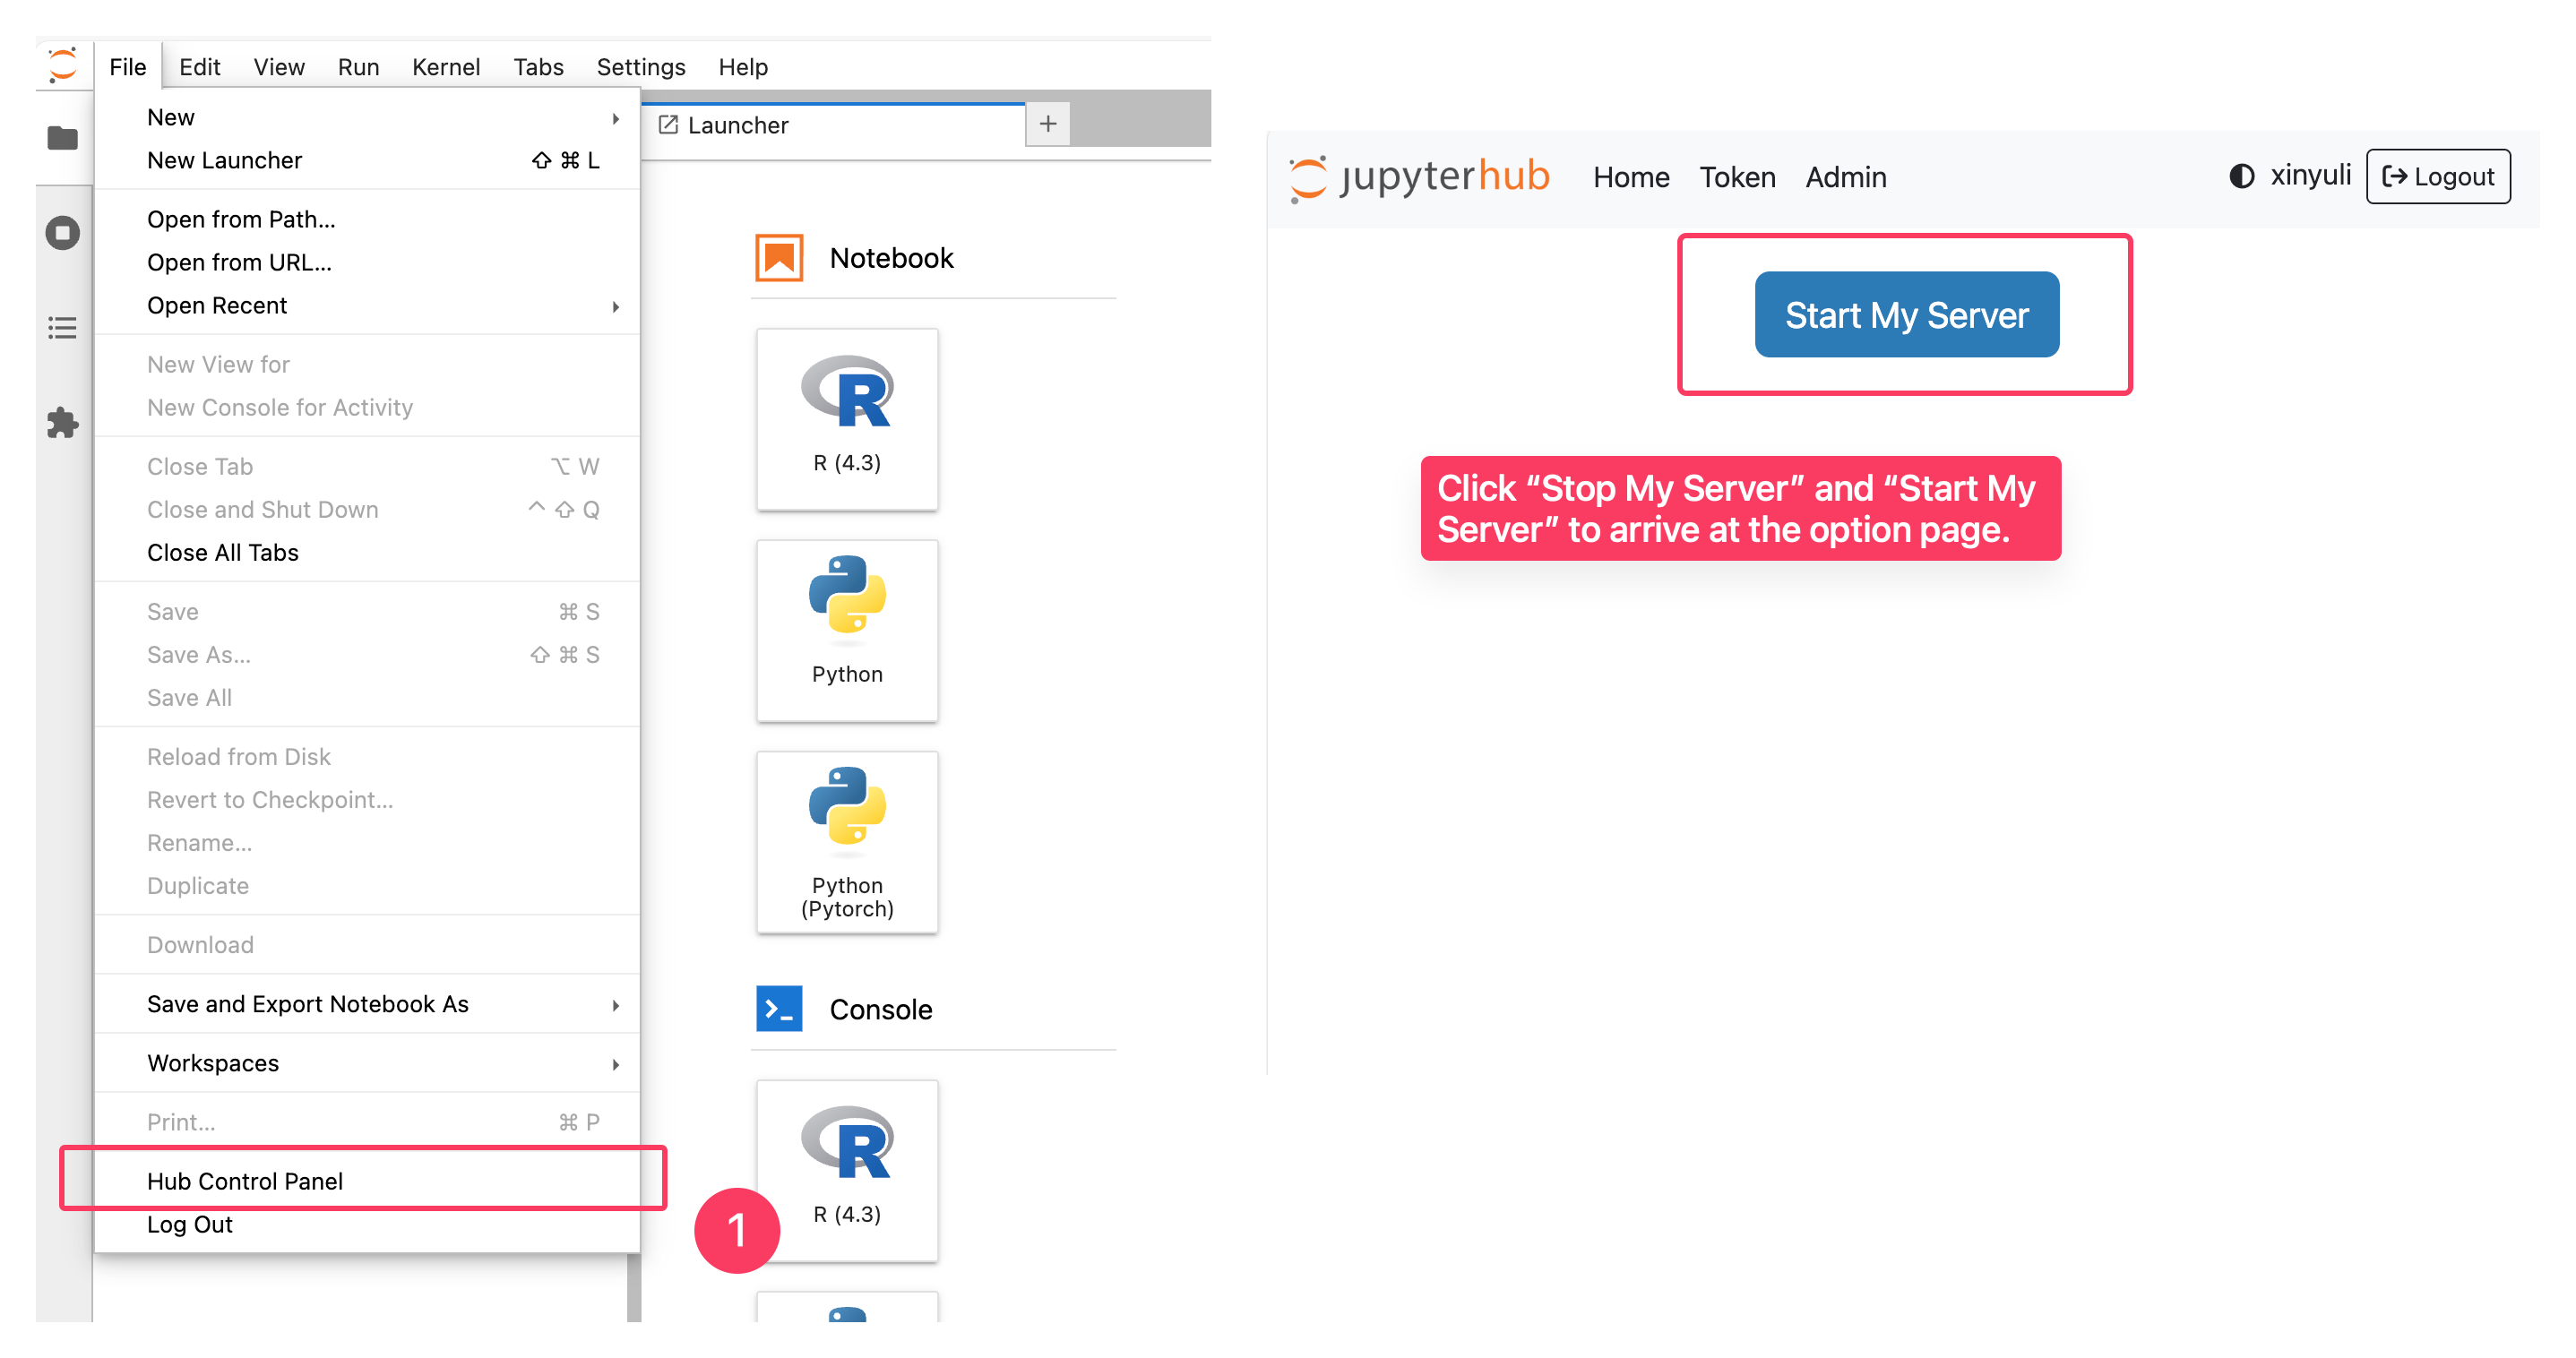 File Edit View Run Kernel Tabs Settings Help
New
New Launcher ⇧ ⌘ L
Open from Path...
Open from URL...
Open Recent
New View for
New Console for Activity
Close Tab ⌥ W
Close and Shut Down ^ ⇧ Q
Close All Tabs
Save ⌘ S
Save As... ⇧ ⌘ S
Save All
Reload from Disk
Revert to Checkpoint...
Rename...
Duplicate
Download
Save and Export Notebook As
Workspaces
Print... ⌘ P
Hub Control Panel
Log Out
1
Launcher +
Notebook
R (4.3)
Python
Python
(Pytorch)
Console
R (4.3)
jupyterhub Home Token Admin xinyuli Logout
Start My Server
Click “Stop My Server” and “Start My
Server” to arrive at the option page.